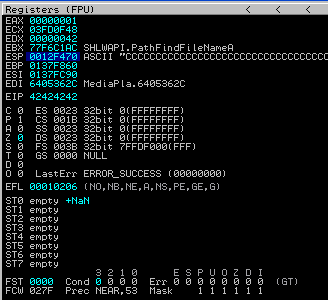 Registers (FPU) < < <
EAX 00000001
ECX 03FD0F48
EDX 00000042
EBX 77F6C1AC SHLWAPI.PathFindFileNameA
ESP 0012F470 ASCII "CCCCCCCCCCCCCCCCCCCCCCCCCCCC
EBP 0137F860
ESI 0137FC90
EDI 6405362C MediaPla.6405362C
EIP 42424242
C 0 ES 0023 32bit 0(FFFFFFFF)
P 1 CS 001B 32bit 0(FFFFFFFF)
A 0 SS 0023 32bit 0(FFFFFFFF)
Z 0 DS 0023 32bit 0(FFFFFFFF)
S 0 FS 003B 32bit 7FFDF000(FFF)
T 0 GS 0000 NULL
D 0
O 0 LastErr ERROR_SUCCESS (00000000)
EFL 00010206 (NO,NB,NE,A,NS,PE,GE,G)
ST0 empty +NaN
ST1 empty
ST2 empty
ST3 empty
ST4 empty
ST5 empty
ST6 empty
ST7 empty
3 2 1 0 E S P U O Z D I
FST 0000 Cond 0 0 0 0 Err 0 0 0 0 0 0 0 0 (GT)
FCW 027F Prec NEAR,53 Mask 1 1 1 1 1 1